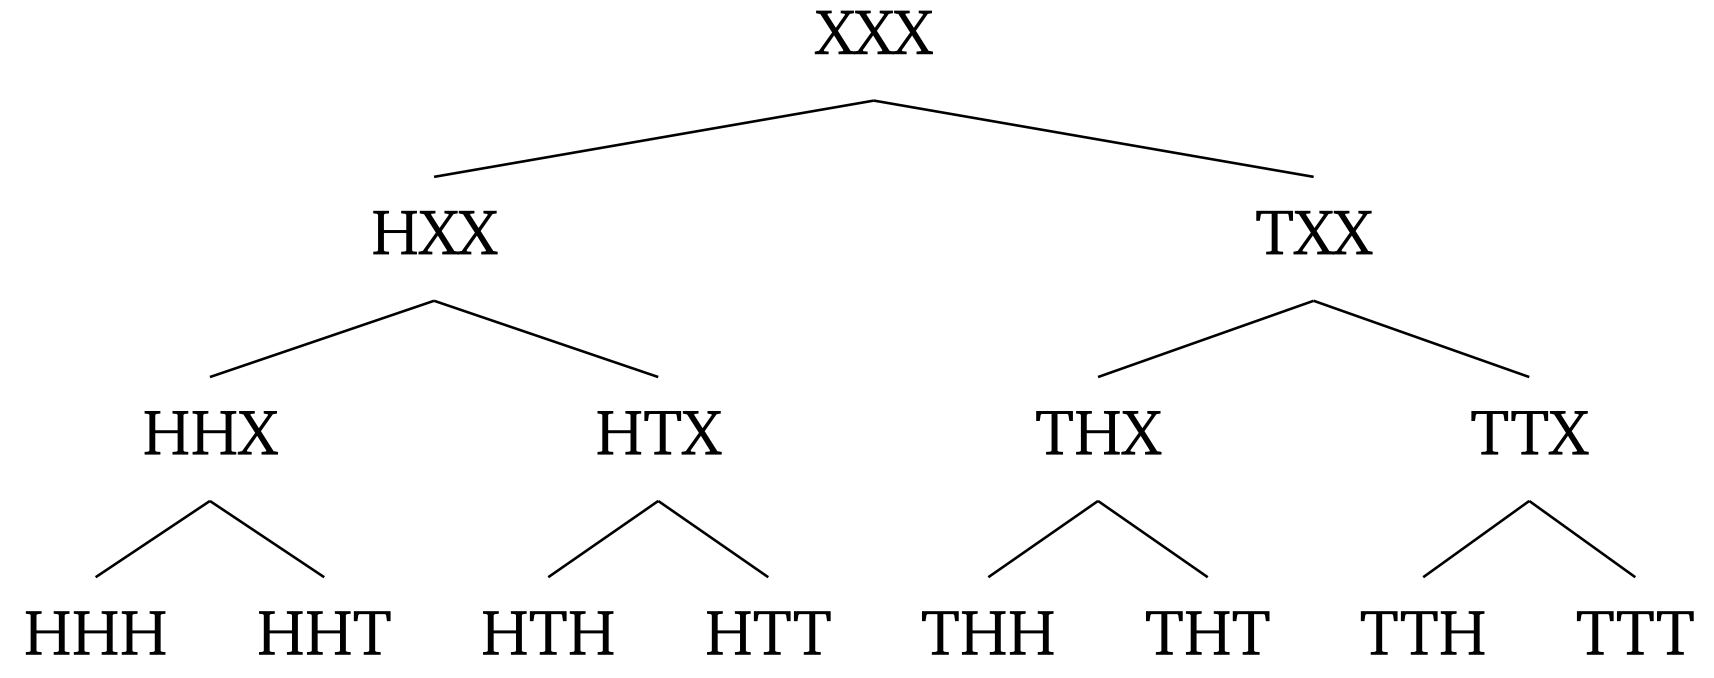 XXX
HXX TXX
HHX HTX THX TTX
HHH HHT HTH HTT THH THT TTH TTT